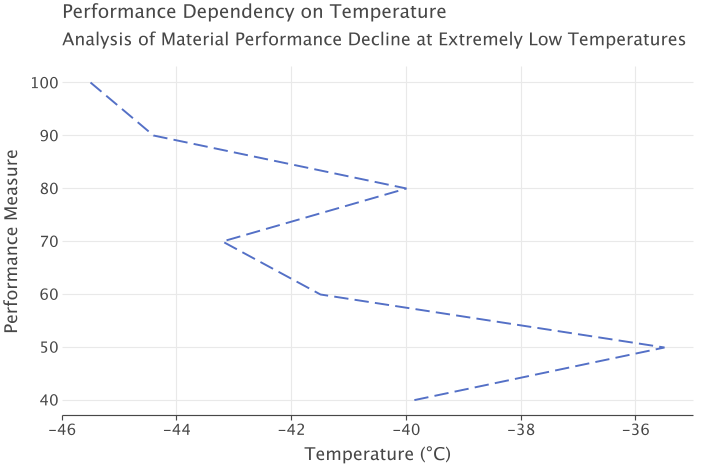 Performance Dependency on Temperature
Analysis of Material Performance Decline at Extremely Low Temperatures
Performance Measure
100
90
80
70
60
50
40
−46 −44 −42 −40 −38 −36
Temperature (°C)